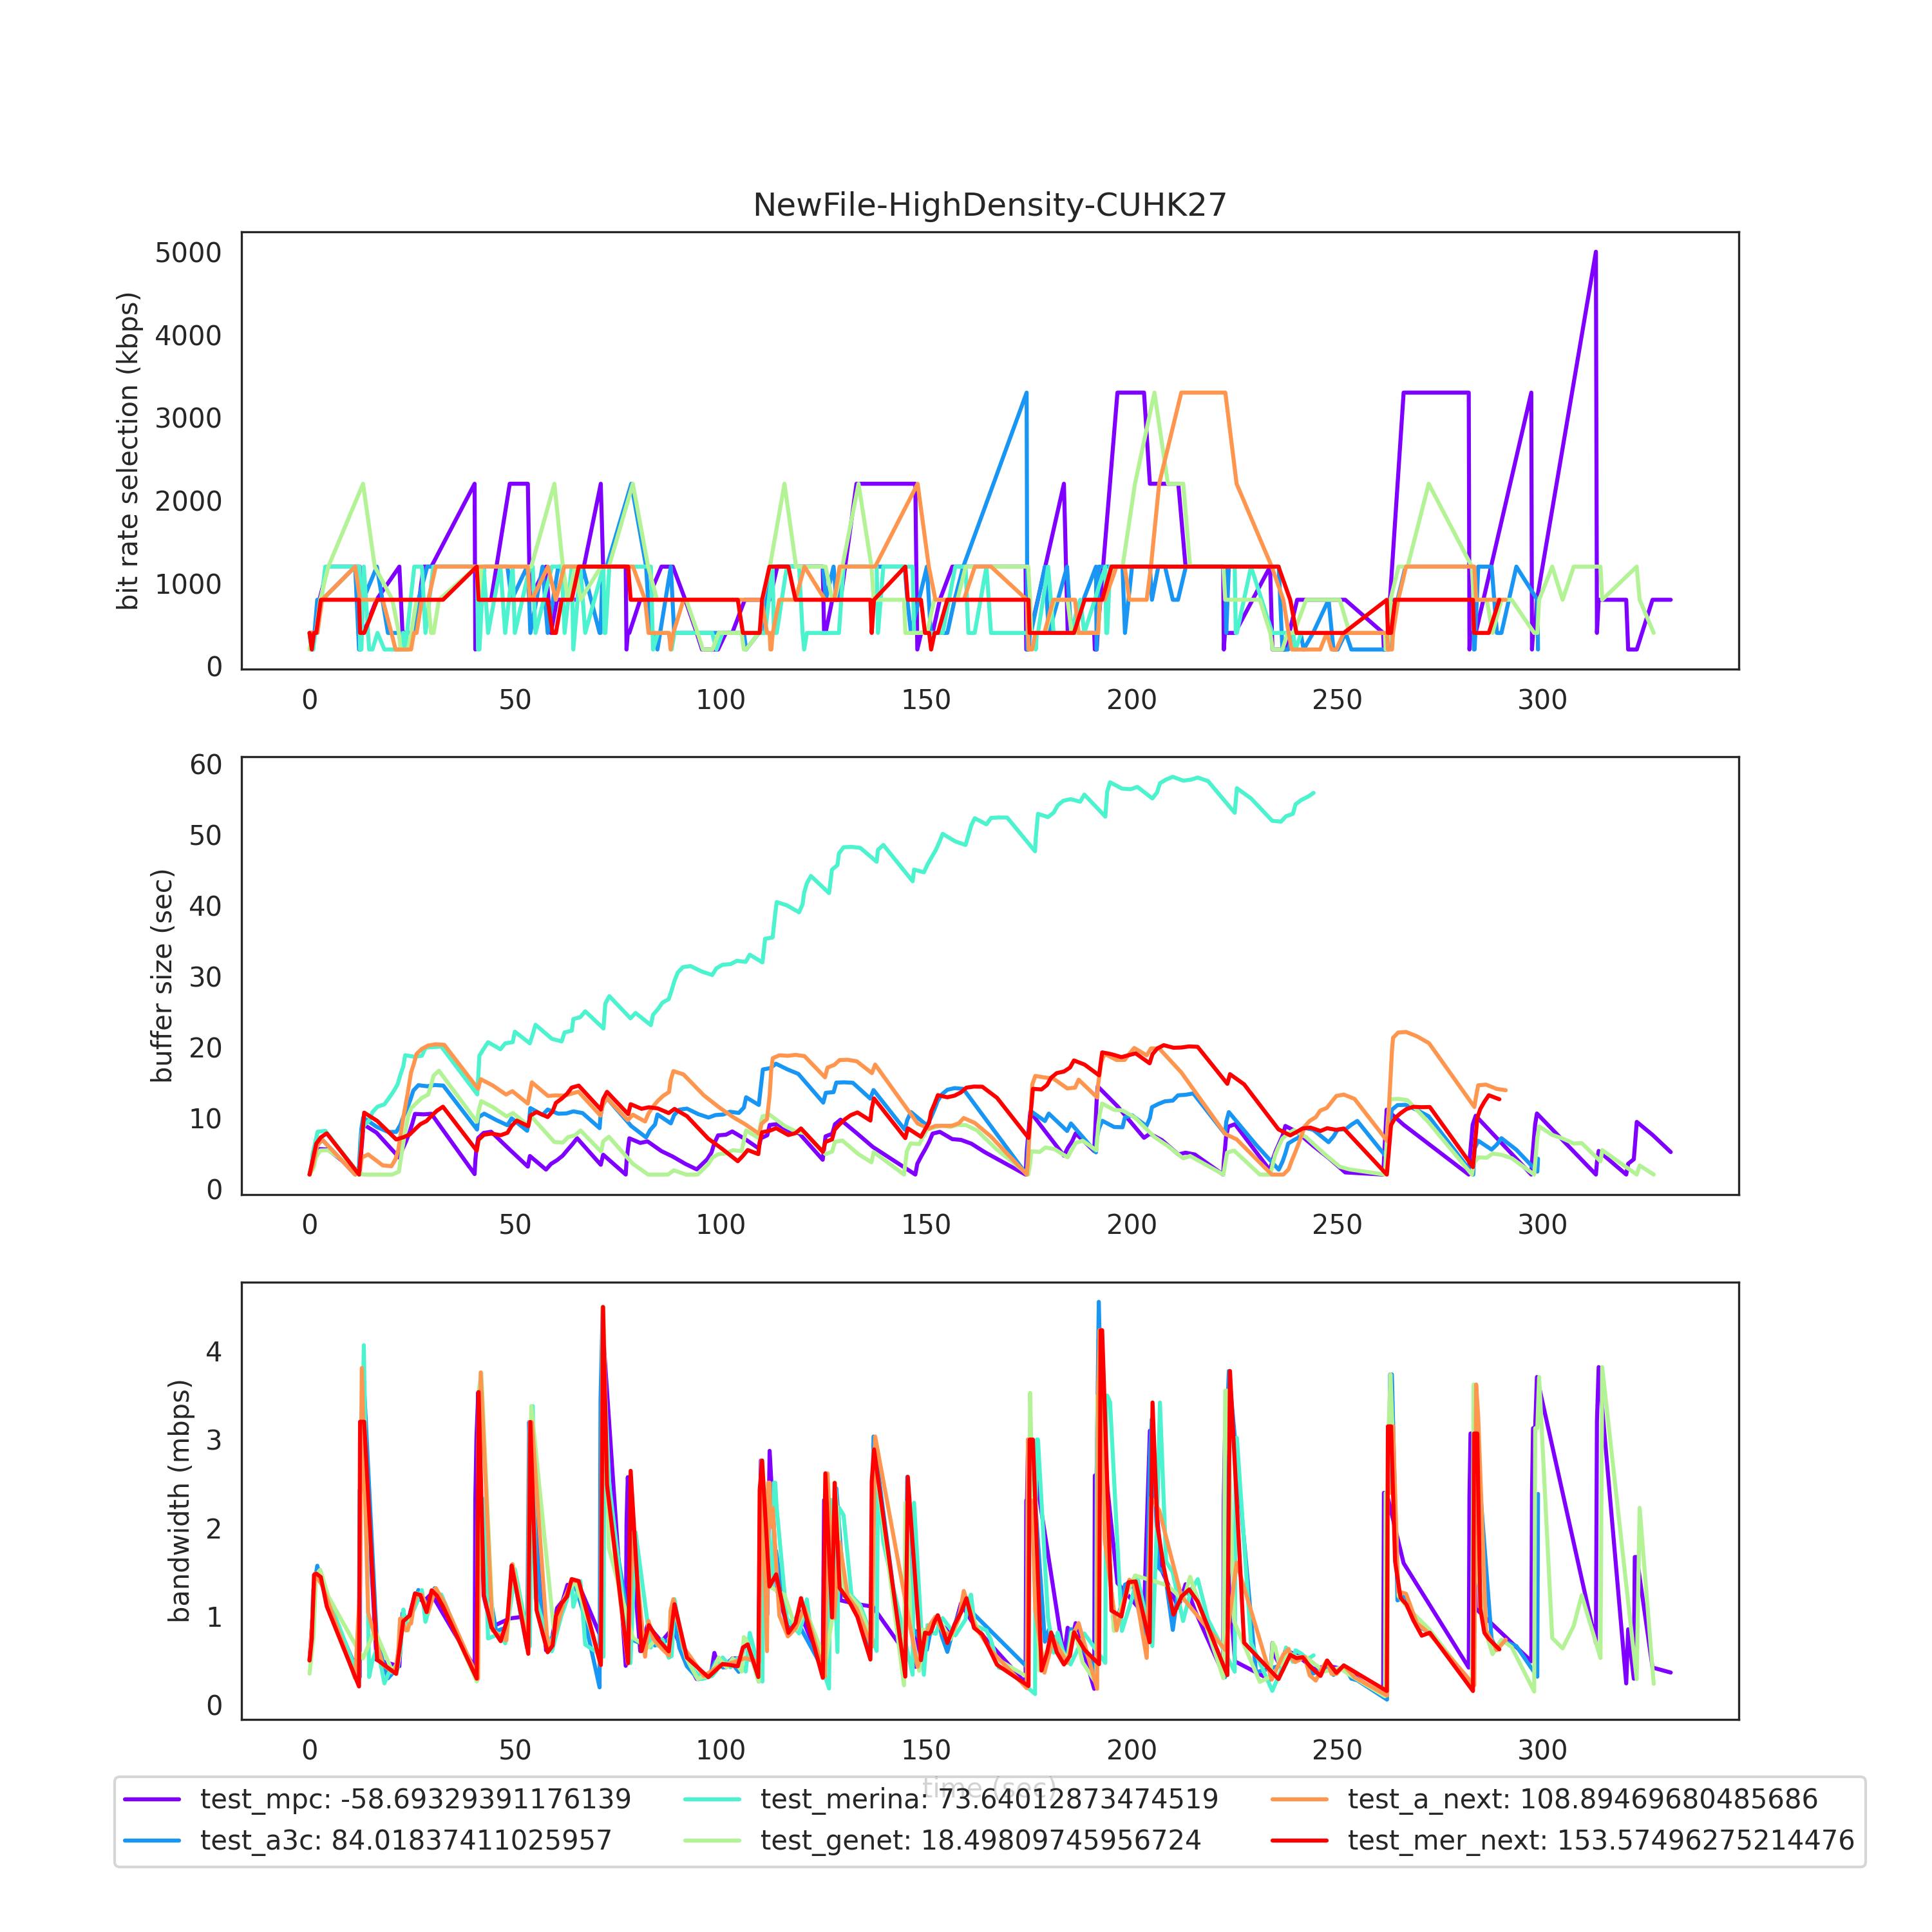 NewFile-HighDensity-CUHK27
bit rate selection (kbps)
5000
4000
3000
2000
1000
0
0 50 100 150 200 250 300
buffer size (sec)
60
50
40
30
20
10
0
0 50 100 150 200 250 300
bandwidth (mbps)
4
3
2
1
0
0 50 100 150 200 250 300
time (sec)
test_mpc: -58.69329391176139 test_merina: 73.64012873474519 test_a_next: 108.89469680485686
test_a3c: 84.01837411025957 test_genet: 18.49809745956724 test_mer_next: 153.57496275214476